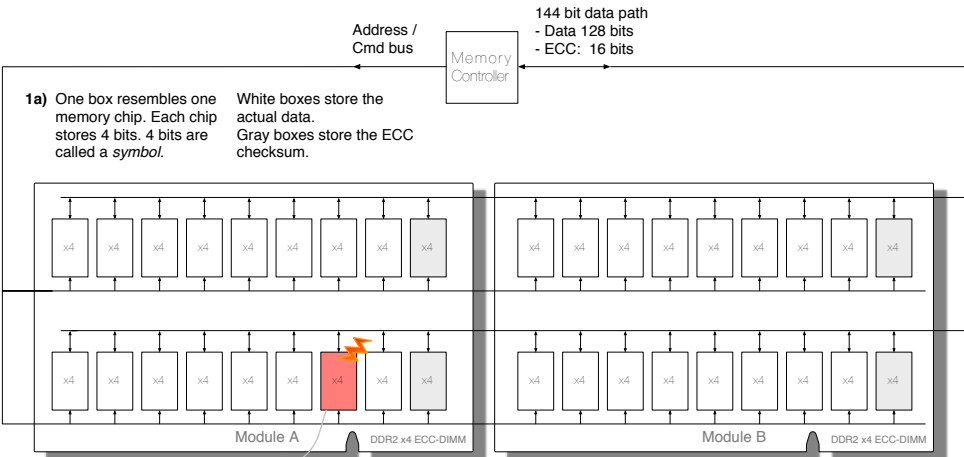 144 bit data path
- Data 128 bits
- ECC: 16 bits
Address /
Cmd bus
Memory
Controller
1a) One box resembles one
memory chip. Each chip
stores 4 bits. 4 bits are
called a symbol.
White boxes store the
actual data.
Gray boxes store the ECC
checksum.
x4 x4 x4 x4 x4 x4 x4 x4 x4
x4 x4 x4 x4 x4 x4 x4 x4 x4
x4 x4 x4 x4 x4 x4 x4 x4 x4
x4 x4 x4 x4 x4 x4 x4 x4 x4
Module A
DDR2 x4 ECC-DIMM
Module B
DDR2 x4 ECC-DIMM